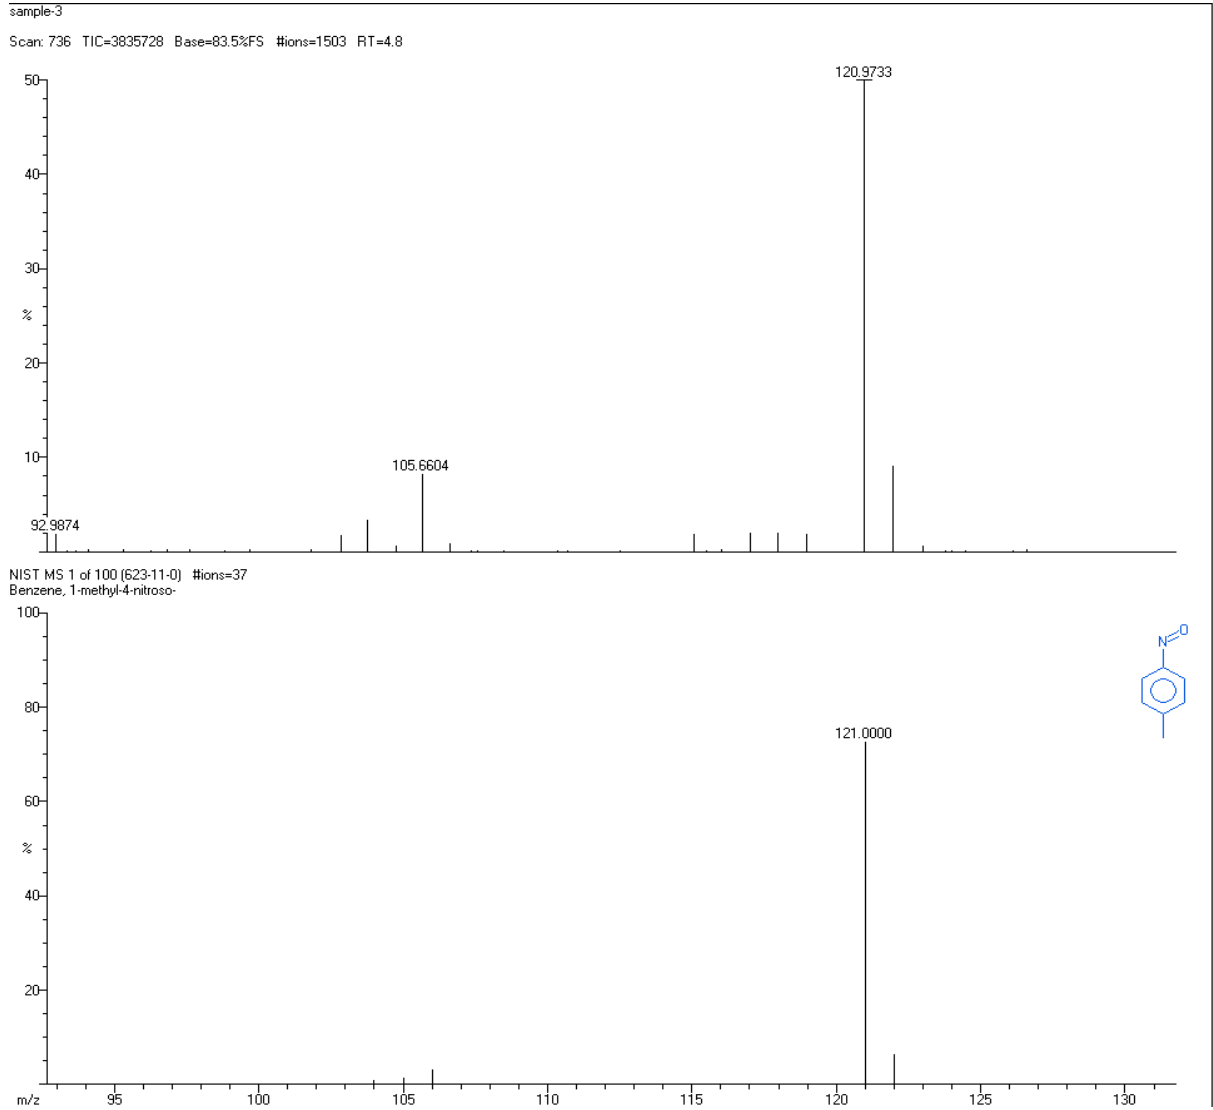 sample-3
Scan: 736 TIC=3835728 Base=83.5%FS #ions=1503 RT=4.8
120.9733
50
40
30
%
20
10
105.6604
92.9874
NIST MS 1 of 100 (623-11-0) #ions=37
Benzene, 1-methyl-4-nitroso-
100
N O
80
121.0000
60
%
40
20
m/z 95 100 105 110 115 120 125 130